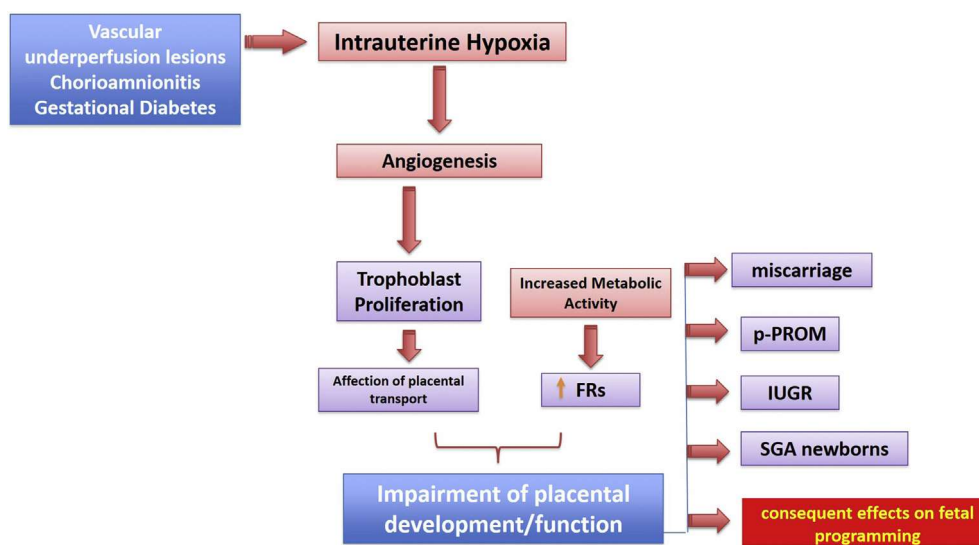 Vascular
underperfusion lesions
Chorioamnionitis
Gestational Diabetes
Intrauterine Hypoxia
Angiogenesis
Trophoblast
Proliferation
Increased Metabolic
Activity
Affection of placental
transport
FRs
Impairment of placental
development/function
miscarriage
p-PROM
IUGR
SGA newborns
consequent effects on fetal
programming